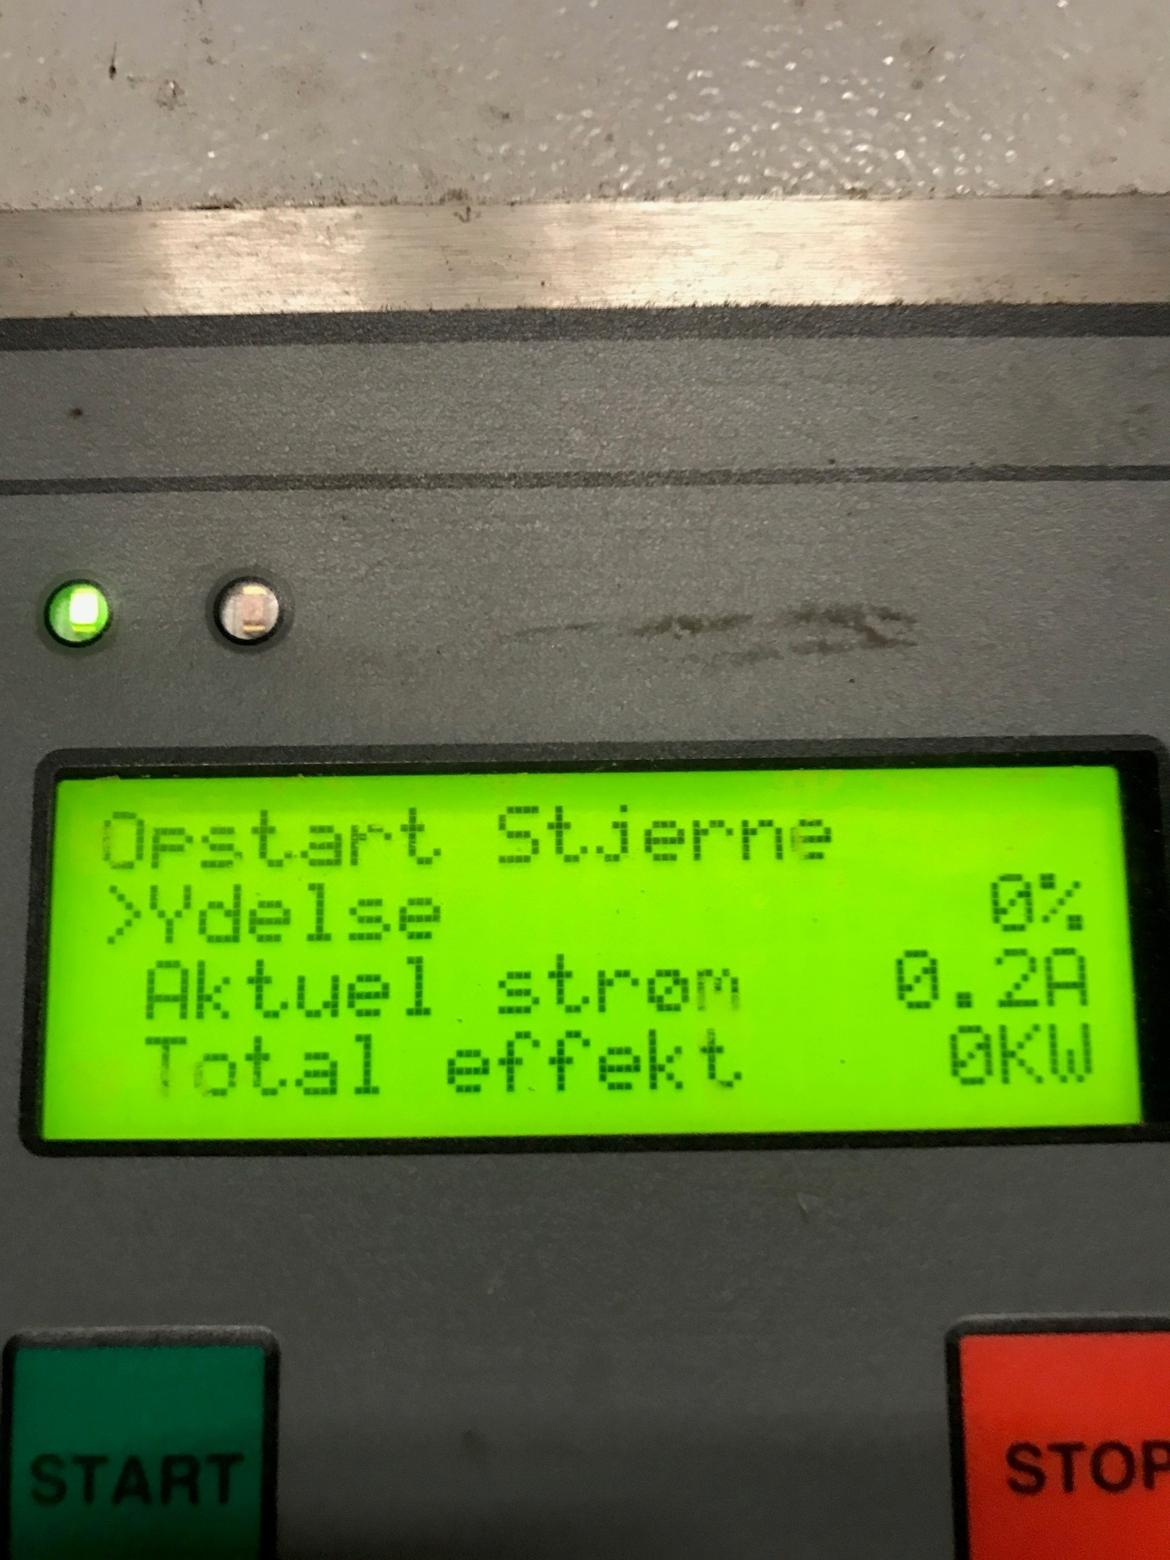 Opstart Stjerne
>Ydelse 0%
Aktuel strøm 0.2A
Total effekt 0KW
START
STOP